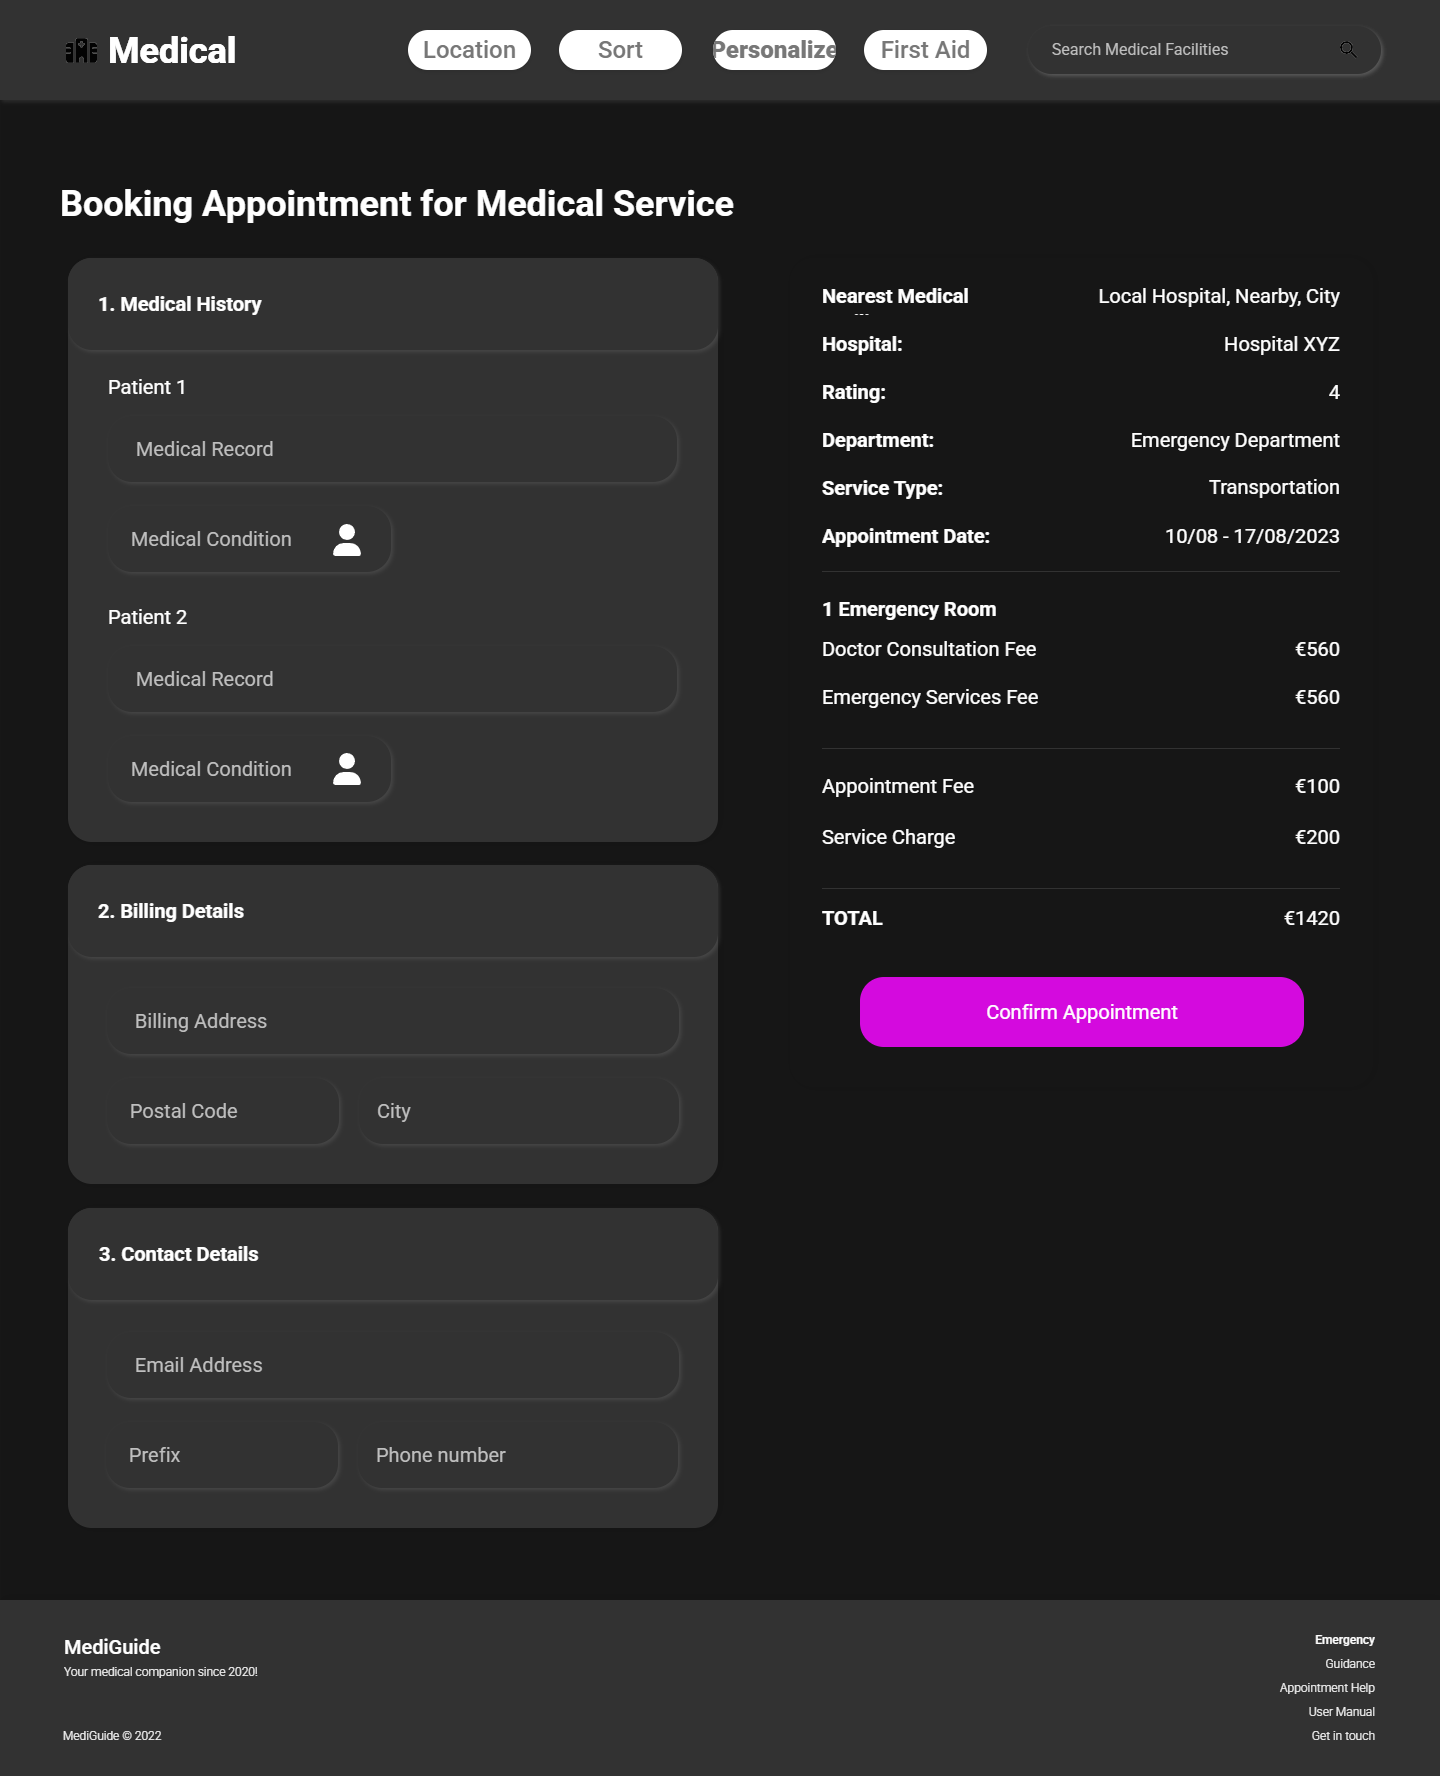 Medical
Location
Sort
Personalize
First Aid
Search Medical Facilities
Booking Appointment for Medical Service
1. Medical History
Patient 1
Medical Record
Medical Condition
Patient 2
Medical Record
Medical Condition
2. Billing Details
Billing Address
Postal Code
City
3. Contact Details
Email Address
Prefix
Phone number
Nearest Medical
Local Hospital, Nearby, City
Hospital:
Hospital XYZ
Rating:
4
Department:
Emergency Department
Service Type:
Transportation
Appointment Date:
10/08 - 17/08/2023
1 Emergency Room
Doctor Consultation Fee
€560
Emergency Services Fee
€560
Appointment Fee
€100
Service Charge
€200
TOTAL
€1420
Confirm Appointment
MediGuide
Your medical companion since 2020!
MediGuide © 2022
Emergency
Guidance
Appointment Help
User Manual
Get in touch